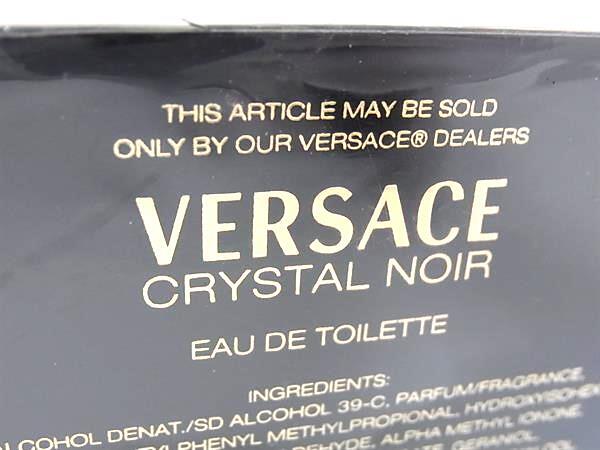 THIS ARTICLE MAY BE SOLD
ONLY BY OUR VERSACE® DEALERS
VERSACE
CRYSTAL NOIR
EAU DE TOILETTE
INGREDIENTS:
ALCOHOL DENAT./SD ALCOHOL 39-C, PARFUM/FRAGRANCE,
PHENYL METHYLPROPIONAL, 
ALPHA METHYL IONONE,
GERANIOL,